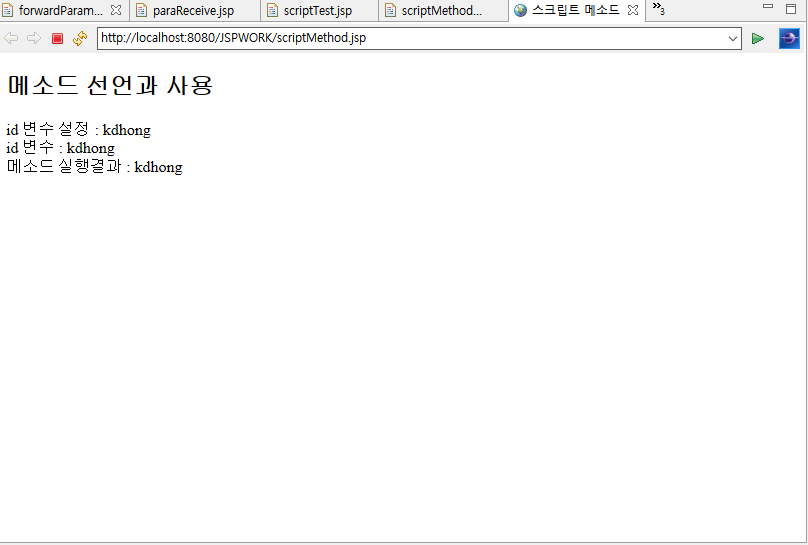 forwardParam... paraReceive.jsp scriptTest.jsp scriptMethod... 스크립트 메소드 3
http://localhost:8080/JSPWORK/scriptMethod.jsp
메소드 선언과 사용
id 변수 설정 : kdhong
id 변수 : kdhong
메소드 실행결과 : kdhong